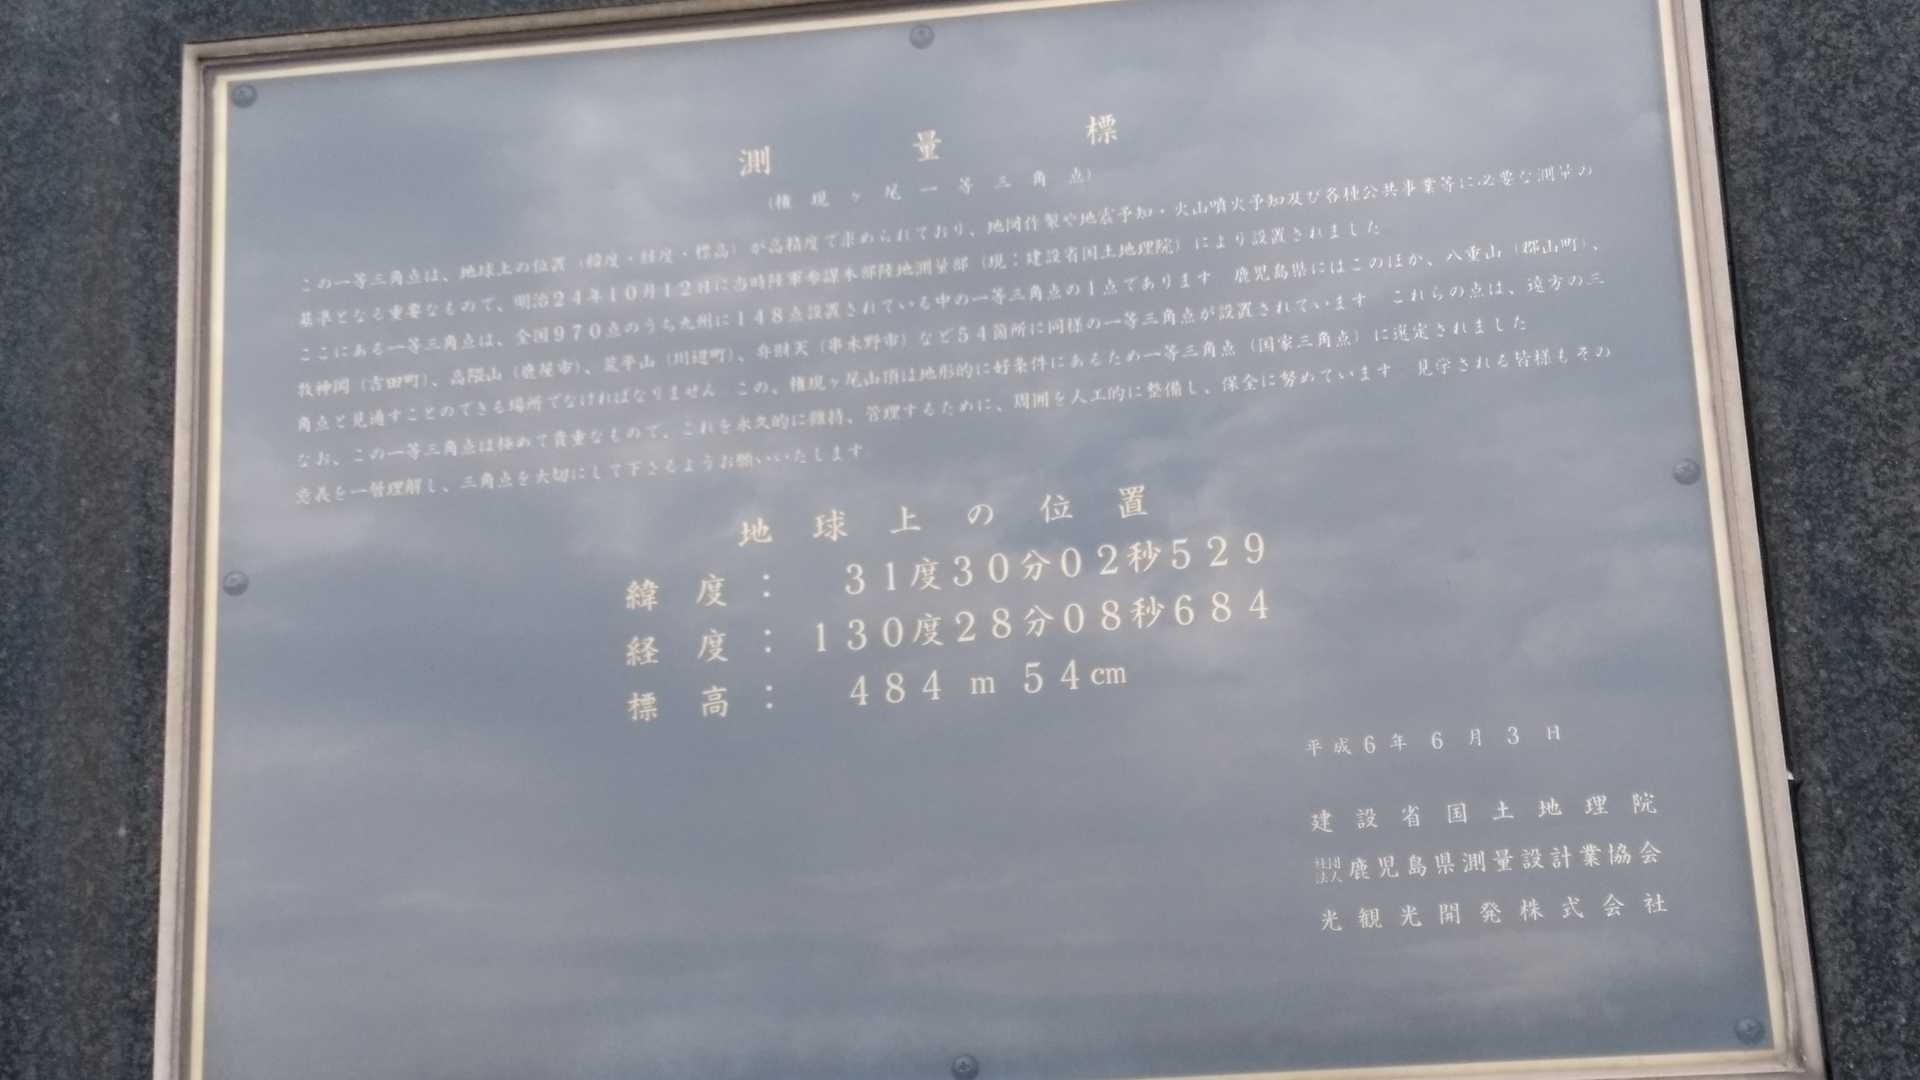 測量標
(権現ヶ尾一等三角点)
この一等三角点は、地球上の位置(緯度・経度・標高)が高精度で求められており、地図作製や地震予知・火山噴火予知及び各種公共事業等に必要な測量の
基準となる重要なもので、明治24年10月12日に当時陸軍参謀本部陸地測量部(現:建設省国土地理院)により設置されました
ここにある一等三角点は、全国970点のうち九州に148点設置されている中の一等三角点の1点であります 鹿児島県にはこのほか、八重山(郡山町)、
牧神岡(吉田町)、高隈山(鹿屋市)、荒平山(川辺町)、弁財天(串木野市)など54箇所に同様の一等三角点が設置されています これらの点は、遠方の三
角点と見通すことのできる場所でなければなりません この、権現ヶ尾山頂は地形的に好条件にあるため一等三角点(国家三角点)に選定されました
なお、この一等三角点は極めて貴重なもので、これを永久的に維持、管理するために、周囲を人工的に整備し、保全に努めています 見学される皆様もその
意義を一層理解し、三角点を大切にして下さるようお願いいたします
地球上の位置
緯度: 31度30分02秒529
経度:130度28分08秒684
標高: 484m54cm
平成6年6月3日
建設省国土地理院
社団法人鹿児島県測量設計業協会
光観光開発株式会社